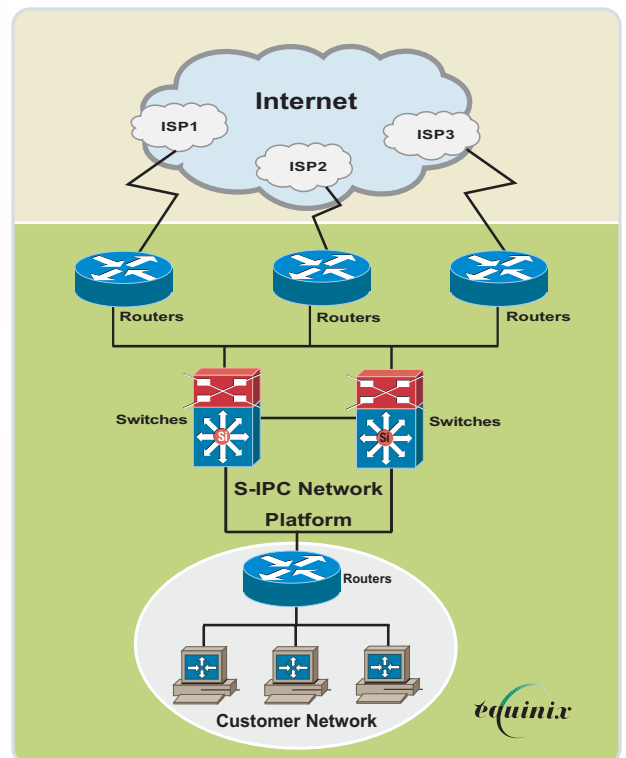 Internet
ISP1
ISP2
ISP3
Routers
Routers
Routers
Switches
Si
Si
Switches
S-IPC Network
Platform
Routers
Customer Network
equinix